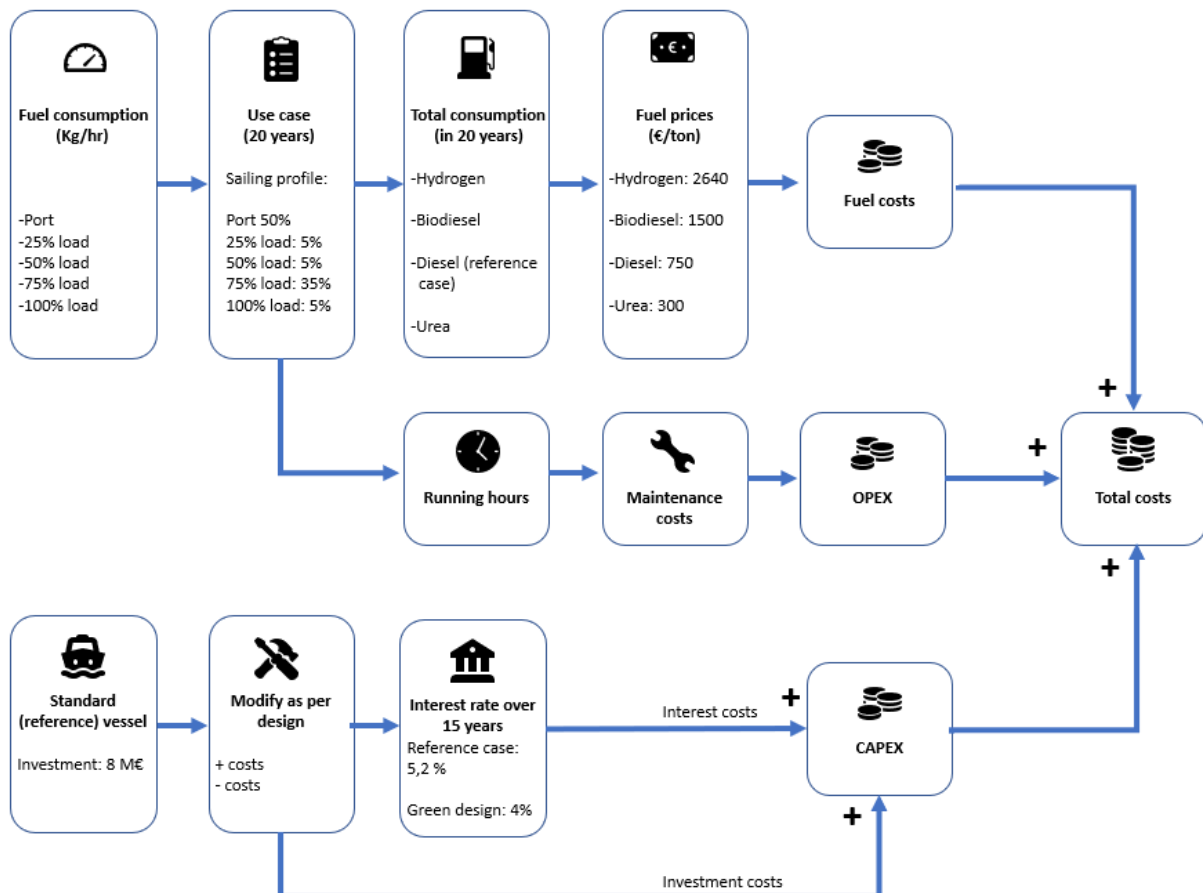 Fuel consumption
(Kg/hr)
-Port
-25% load
-50% load
-75% load
-100% load
Use case
(20 years)
Sailing profile:
Port 50%
25% load: 5%
50% load: 5%
75% load: 35%
100% load: 5%
Total consumption
(in 20 years)
-Hydrogen
-Biodiesel
-Diesel (reference
case)
-Urea
€
Fuel prices
(€/ton)
-Hydrogen: 2640
-Biodiesel: 1500
-Diesel: 750
-Urea: 300
Fuel costs
+
Running hours
Maintenance
costs
OPEX
+
Total costs
+
Standard
(reference) vessel
Investment: 8 M€
Modify as per
design
+ costs
- costs
Interest rate over
15 years
Reference case:
5,2 %
Green design: 4%
Interest costs
+
CAPEX
+
Investment costs